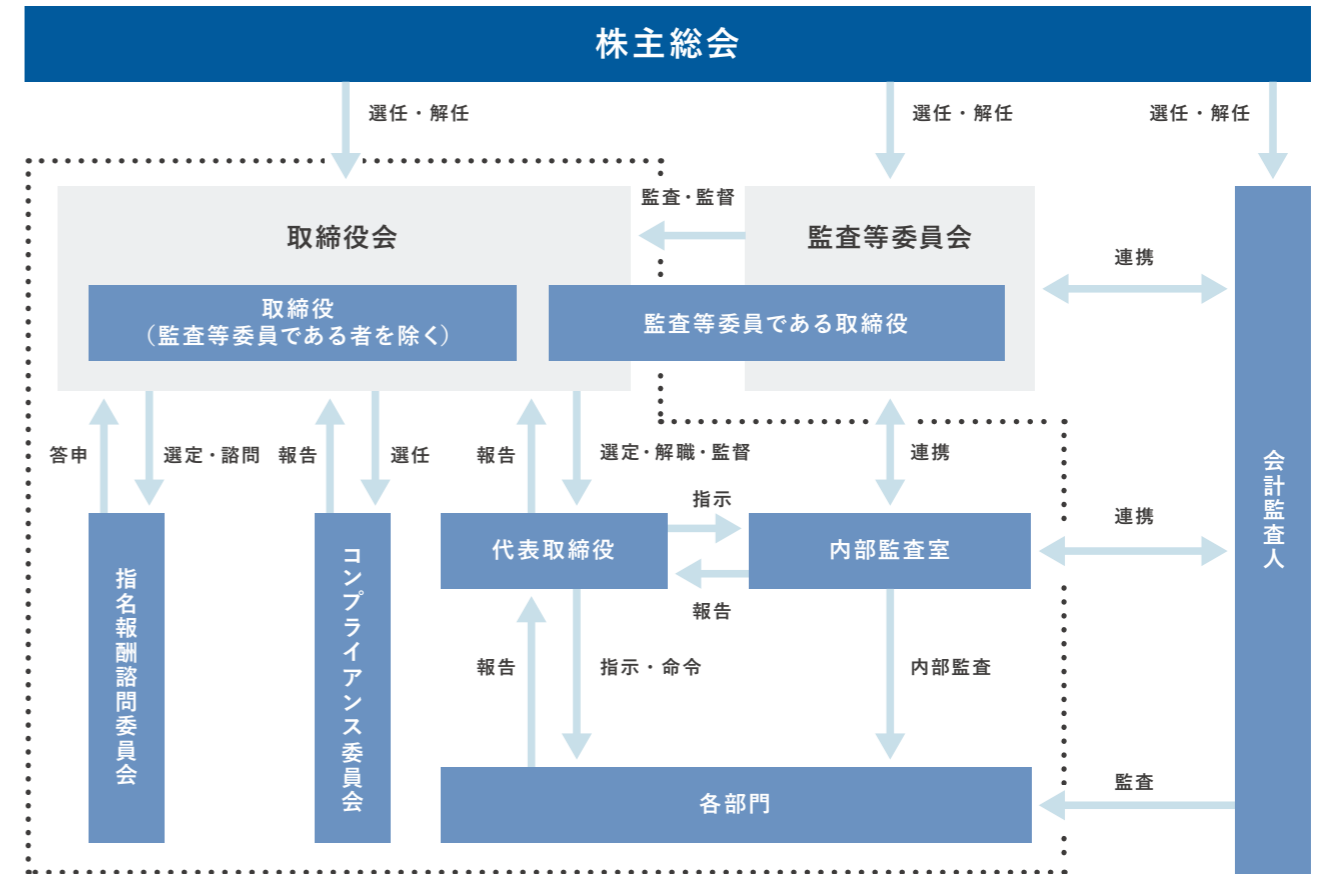 株主総会
選任・解任
選任・解任
選任・解任
監査・監督
取締役会
監査等委員会
連携
取締役
（監査等委員である者を除く）
監査等委員である取締役
答申
選定・諮問
報告
選任
報告
選定・解職・監督
連携
指示
代表取締役
内部監査室
連携
報告
指名報酬諮問委員会
コンプライアンス委員会
報告
指示・命令
内部監査
会計監査人
各部門
監査